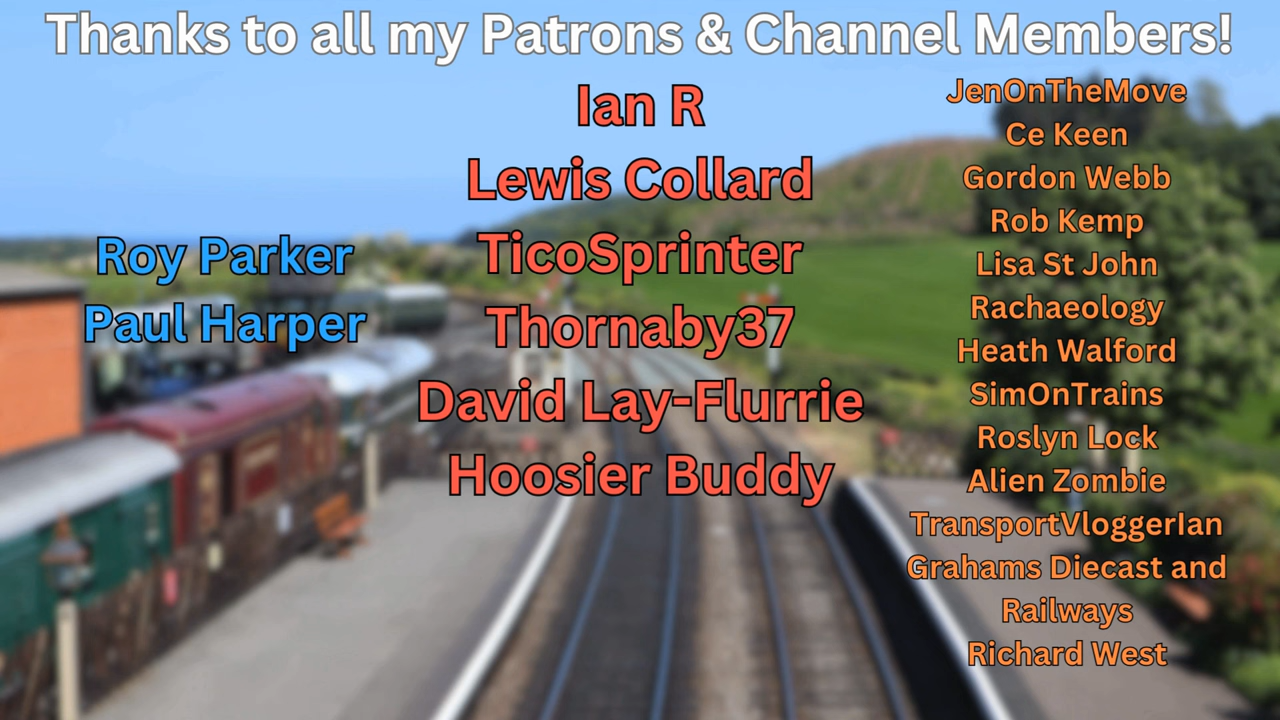 Thanks to all my Patrons & Channel Members!
Roy Parker
Paul Harper
Ian R
Lewis Collard
TicoSprinter
Thornaby37
David Lay-Flurrie
Hoosier Buddy
JenOnTheMove
Ce Keen
Gordon Webb
Rob Kemp
Lisa St John
Rachaeology
Heath Walford
SimOnTrains
Roslyn Lock
Alien Zombie
TransportVloggerIan
Grahams Diecast and
Railways
Richard West